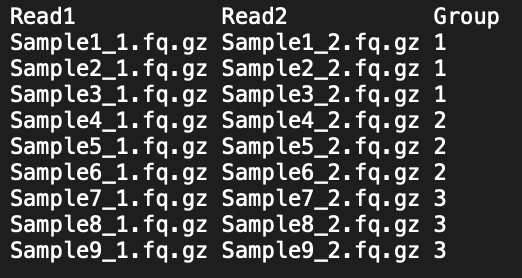 Read1 Read2 Group
Sample1_1.fq.gz Sample1_2.fq.gz 1
Sample2_1.fq.gz Sample2_2.fq.gz 1
Sample3_1.fq.gz Sample3_2.fq.gz 1
Sample4_1.fq.gz Sample4_2.fq.gz 2
Sample5_1.fq.gz Sample5_2.fq.gz 2
Sample6_1.fq.gz Sample6_2.fq.gz 2
Sample7_1.fq.gz Sample7_2.fq.gz 3
Sample8_1.fq.gz Sample8_2.fq.gz 3
Sample9_1.fq.gz Sample9_2.fq.gz 3